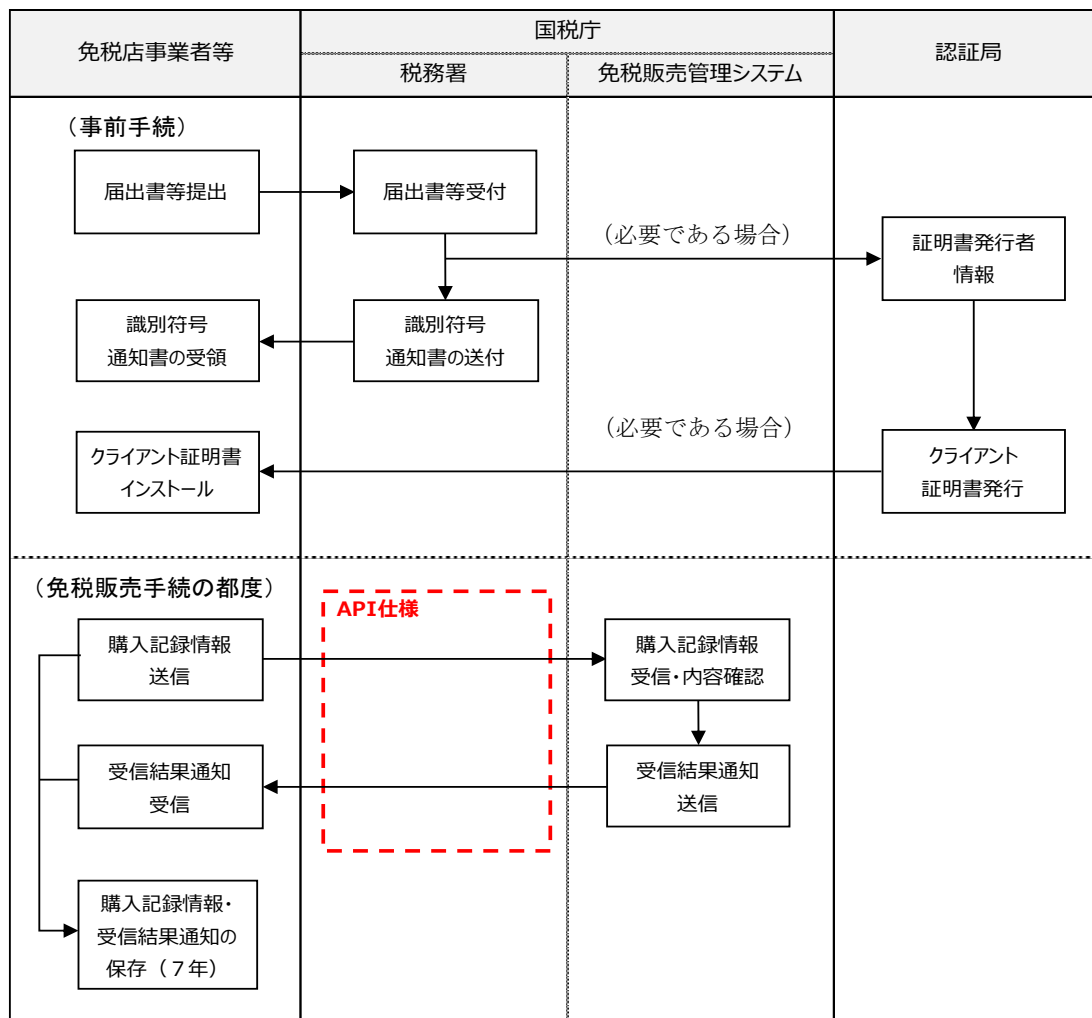 免税店事業者等
国税庁
認証局
税務署
免税販売管理システム
（事前手続）
届出書等提出
届出書等受付
（必要である場合）
証明書発行者
情報
識別符号
通知書の受領
識別符号
通知書の送付
（必要である場合）
クライアント証明書
インストール
クライアント
証明書発行
（免税販売手続の都度）
API仕様
購入記録情報
送信
購入記録情報
受信・内容確認
受信結果通知
受信
受信結果通知
送信
購入記録情報・
受信結果通知の
保存（７年）